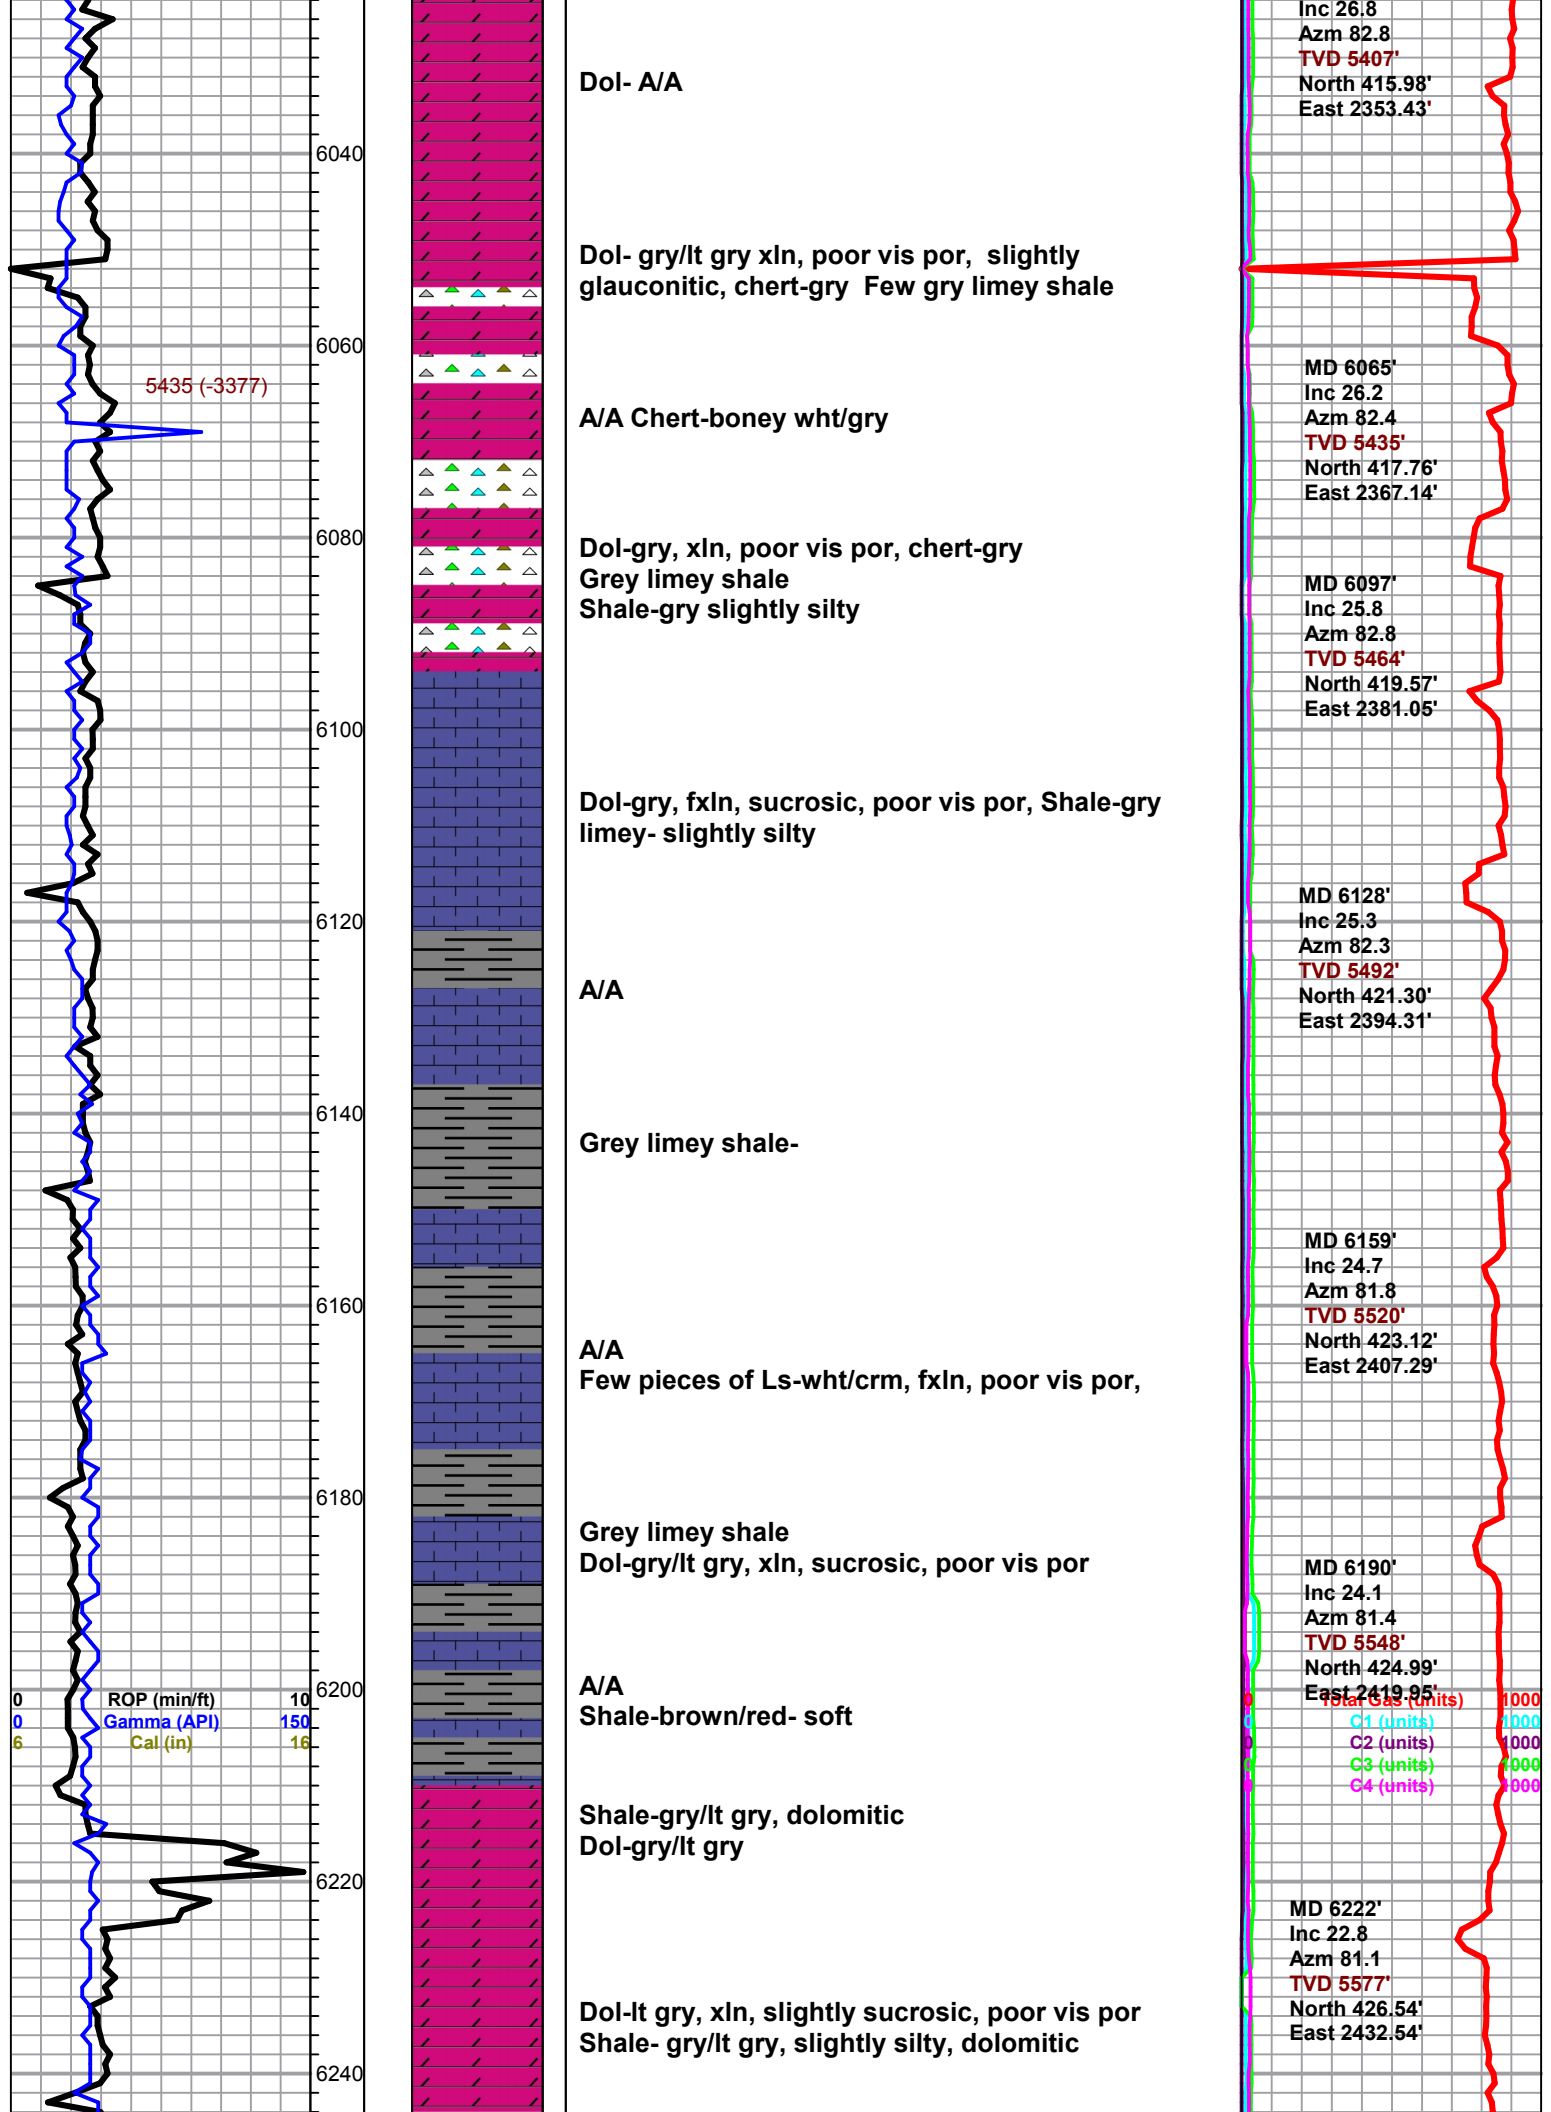 Inc 26.8
Azm 82.8
TVD 5407'
North 415.98'
East 2353.43'
Dol- A/A
6040
Dol- gry/lt gry xln, poor vis por, slightly
glauconitic, chert-gry Few gry limey shale
6060
5435 (-3377)
MD 6065'
Inc 26.2
Azm 82.4
TVD 5435'
North 417.76'
East 2367.14'
A/A Chert-boney wht/gry
6080
Dol-gry, xln, poor vis por, chert-gry
Grey limey shale
Shale-gry slightly silty
MD 6097'
Inc 25.8
Azm 82.8
TVD 5464'
North 419.57'
East 2381.05'
6100
Dol-gry, fxln, sucrosic, poor vis por, Shale-gry
limey- slightly silty
6120
MD 6128'
Inc 25.3
Azm 82.3
TVD 5492'
North 421.30'
East 2394.31'
A/A
6140
Grey limey shale-
6160
MD 6159'
Inc 24.7
Azm 81.8
TVD 5520'
North 423.12'
East 2407.29'
A/A
Few pieces of Ls-wht/crm, fxln, poor vis por,
6180
Grey limey shale
Dol-gry/lt gry, xln, sucrosic, poor vis por
MD 6190'
Inc 24.1
Azm 81.4
TVD 5548'
North 424.99'
East 2419.95'
6200
A/A
Shale-brown/red- soft
0 ROP (min/ft) 10
0 Gamma (API) 150
6 Cal (in) 16
0 Total Gas (units) 1000
0 C1 (units) 1000
0 C2 (units) 1000
0 C3 (units) 1000
0 C4 (units) 1000
Shale-gry/lt gry, dolomitic
Dol-gry/lt gry
6220
MD 6222'
Inc 22.8
Azm 81.1
TVD 5577'
North 426.54'
East 2432.54'
Dol-lt gry, xln, slightly sucrosic, poor vis por
Shale- gry/lt gry, slightly silty, dolomitic
6240